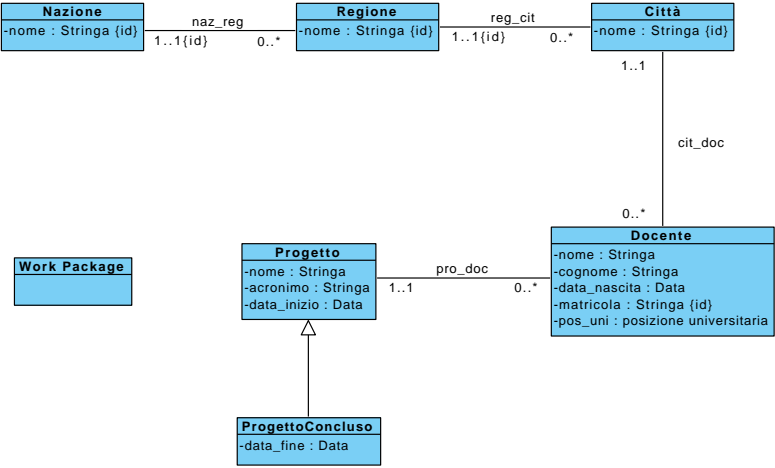 Nazione
-nome : Stringa {id}
naz_reg
1..1{id}
0..*
Regione
-nome : Stringa {id}
reg_cit
1..1{id}
0..*
Città
-nome : Stringa {id}
1..1
cit_doc
0..*
Work Package
Progetto
-nome : Stringa
-acronimo : Stringa
-data_inizio : Data
pro_doc
1..1
0..*
Docente
-nome : Stringa
-cognome : Stringa
-data_nascita : Data
-matricola : Stringa {id}
-pos_uni : posizione universitaria
ProgettoConcluso
-data_fine : Data